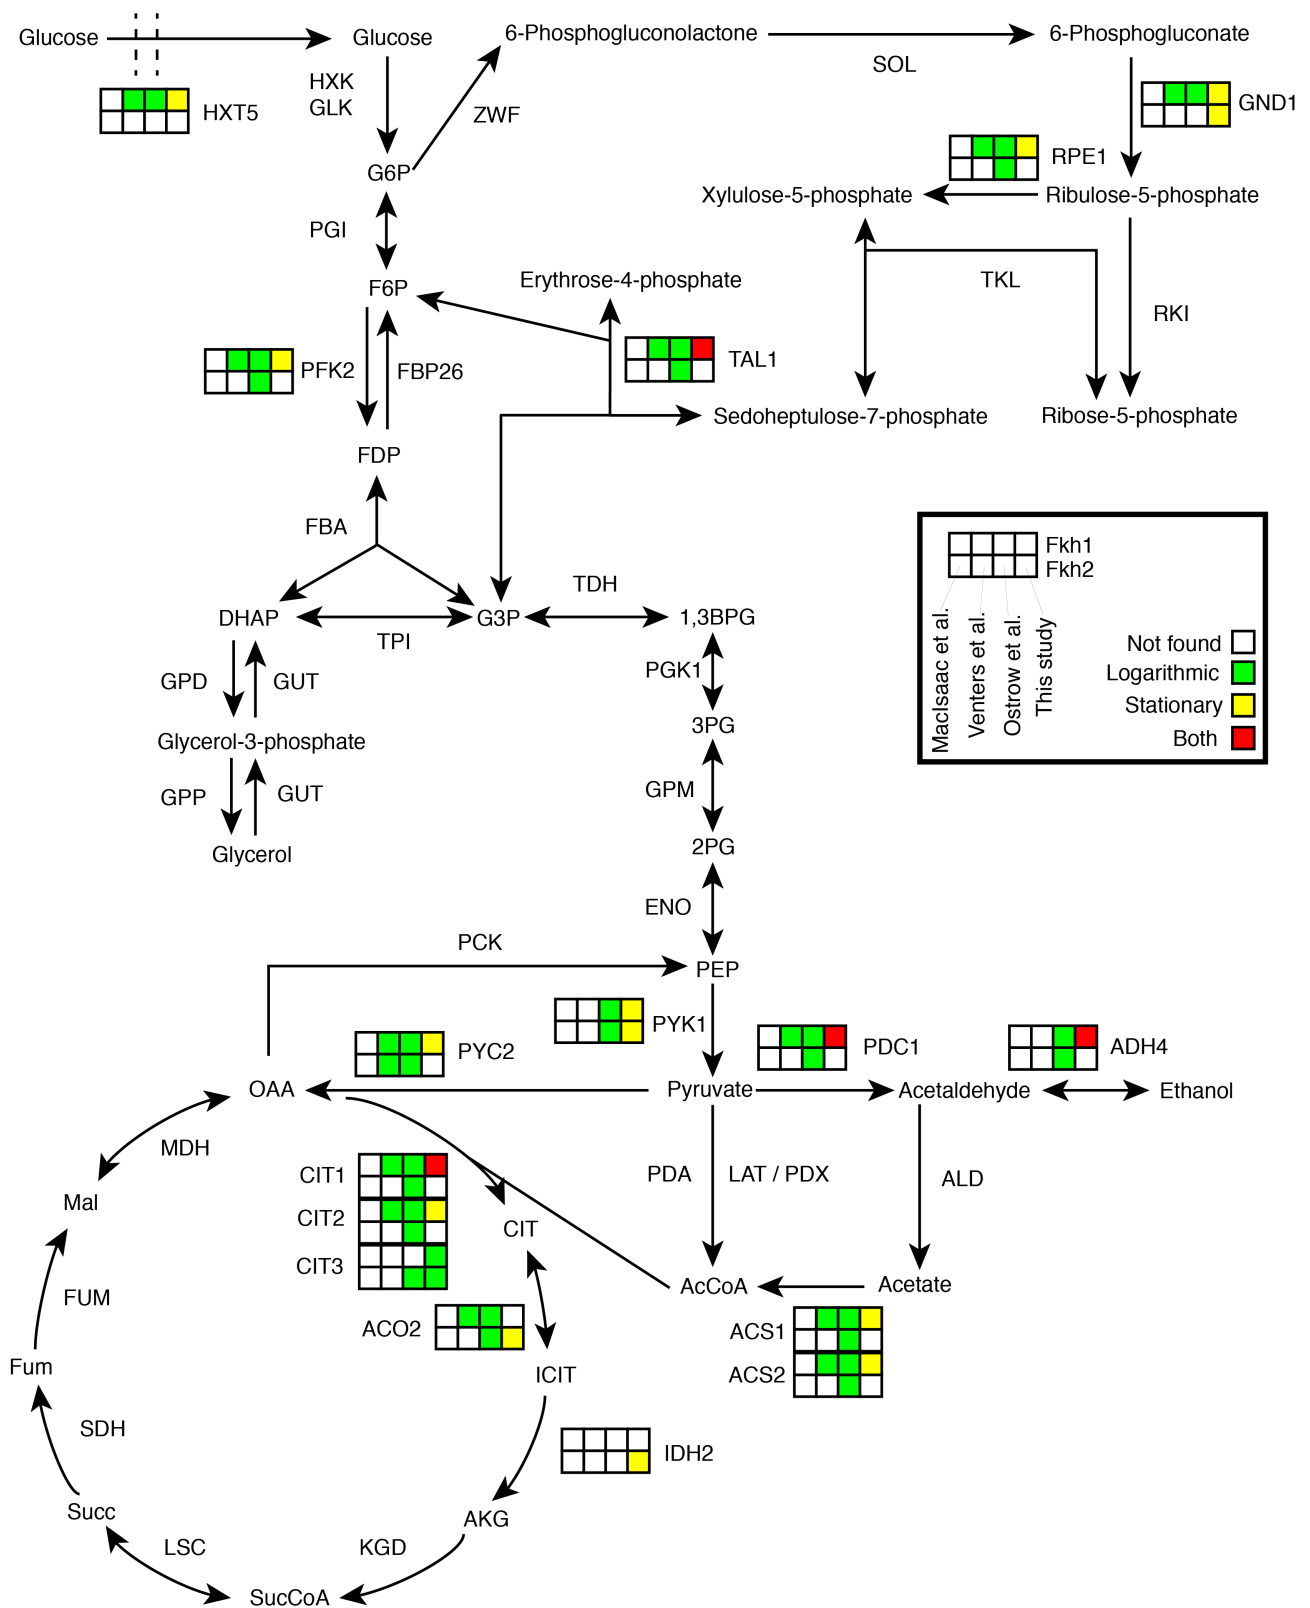 Glucose
Glucose
6-Phosphogluconolactone
6-Phosphogluconate
SOL
HXK
GLK
HXT5
ZWF
GND1
RPE1
G6P
Xylulose-5-phosphate
Ribulose-5-phosphate
PGI
Erythrose-4-phosphate
TKL
F6P
RKI
PFK2
FBP26
TAL1
Sedoheptulose-7-phosphate
Ribose-5-phosphate
FDP
FBA
Fkh1
Fkh2
MacIsaac et al.
Venters et al.
Ostrow et al.
This study
Not found
Logarithmic
Stationary
Both
TDH
DHAP
G3P
1,3BPG
TPI
GPD
GUT
PGK1
3PG
Glycerol-3-phosphate
GPP
GUT
GPM
2PG
Glycerol
ENO
PCK
PEP
PYC2
PYK1
PDC1
ADH4
OAA
Pyruvate
Acetaldehyde
Ethanol
MDH
CIT1
PDA
LAT / PDX
ALD
Mal
CIT2
CIT
CIT3
AcCoA
Acetate
FUM
ACO2
ACS1
Fum
ICIT
ACS2
SDH
IDH2
Succ
AKG
LSC
KGD
SucCoA